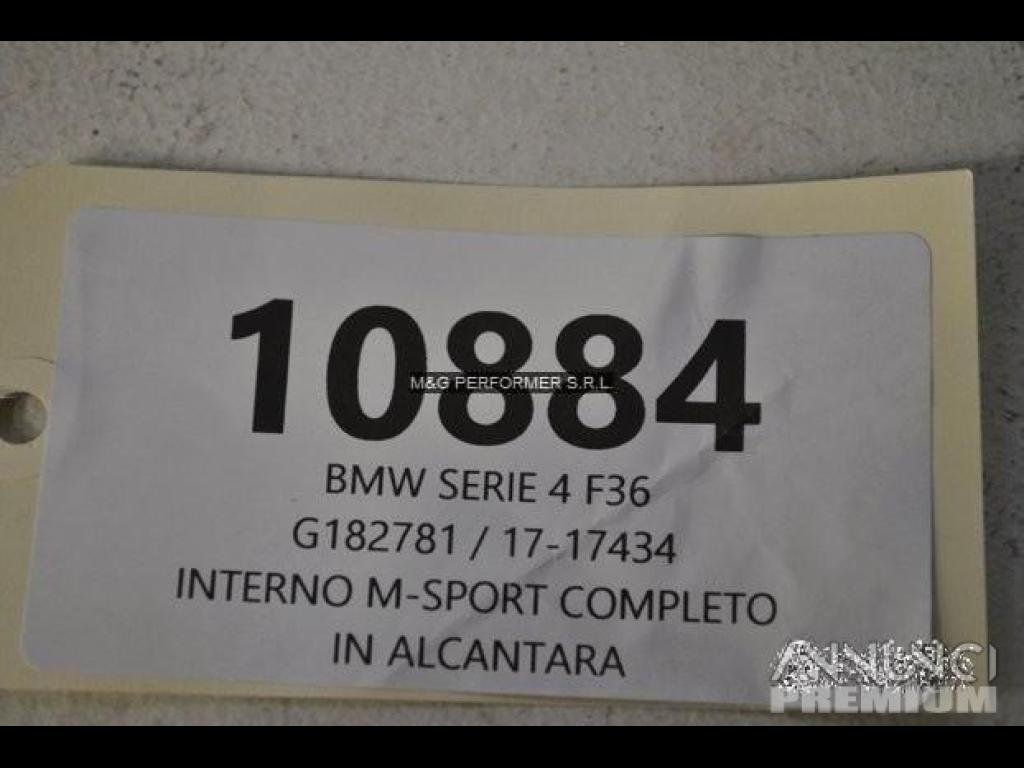 10884
M&G PERFORMER S.R.L.
BMW SERIE 4 F36
G182781 / 17-17434
INTERNO M-SPORT COMPLETO
IN ALCANTARA
ANNUNCI
PREMIUM